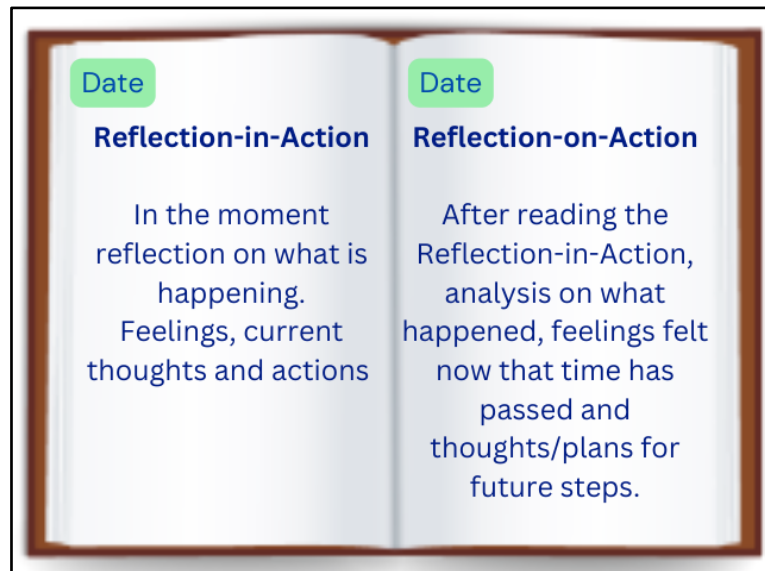 Date
Reflection-in-Action
In the moment
reflection on what is
happening.
Feelings, current
thoughts and actions
Date
Reflection-on-Action
After reading the
Reflection-in-Action,
analysis on what
happened, feelings felt
now that time has
passed and
thoughts/plans for
future steps.